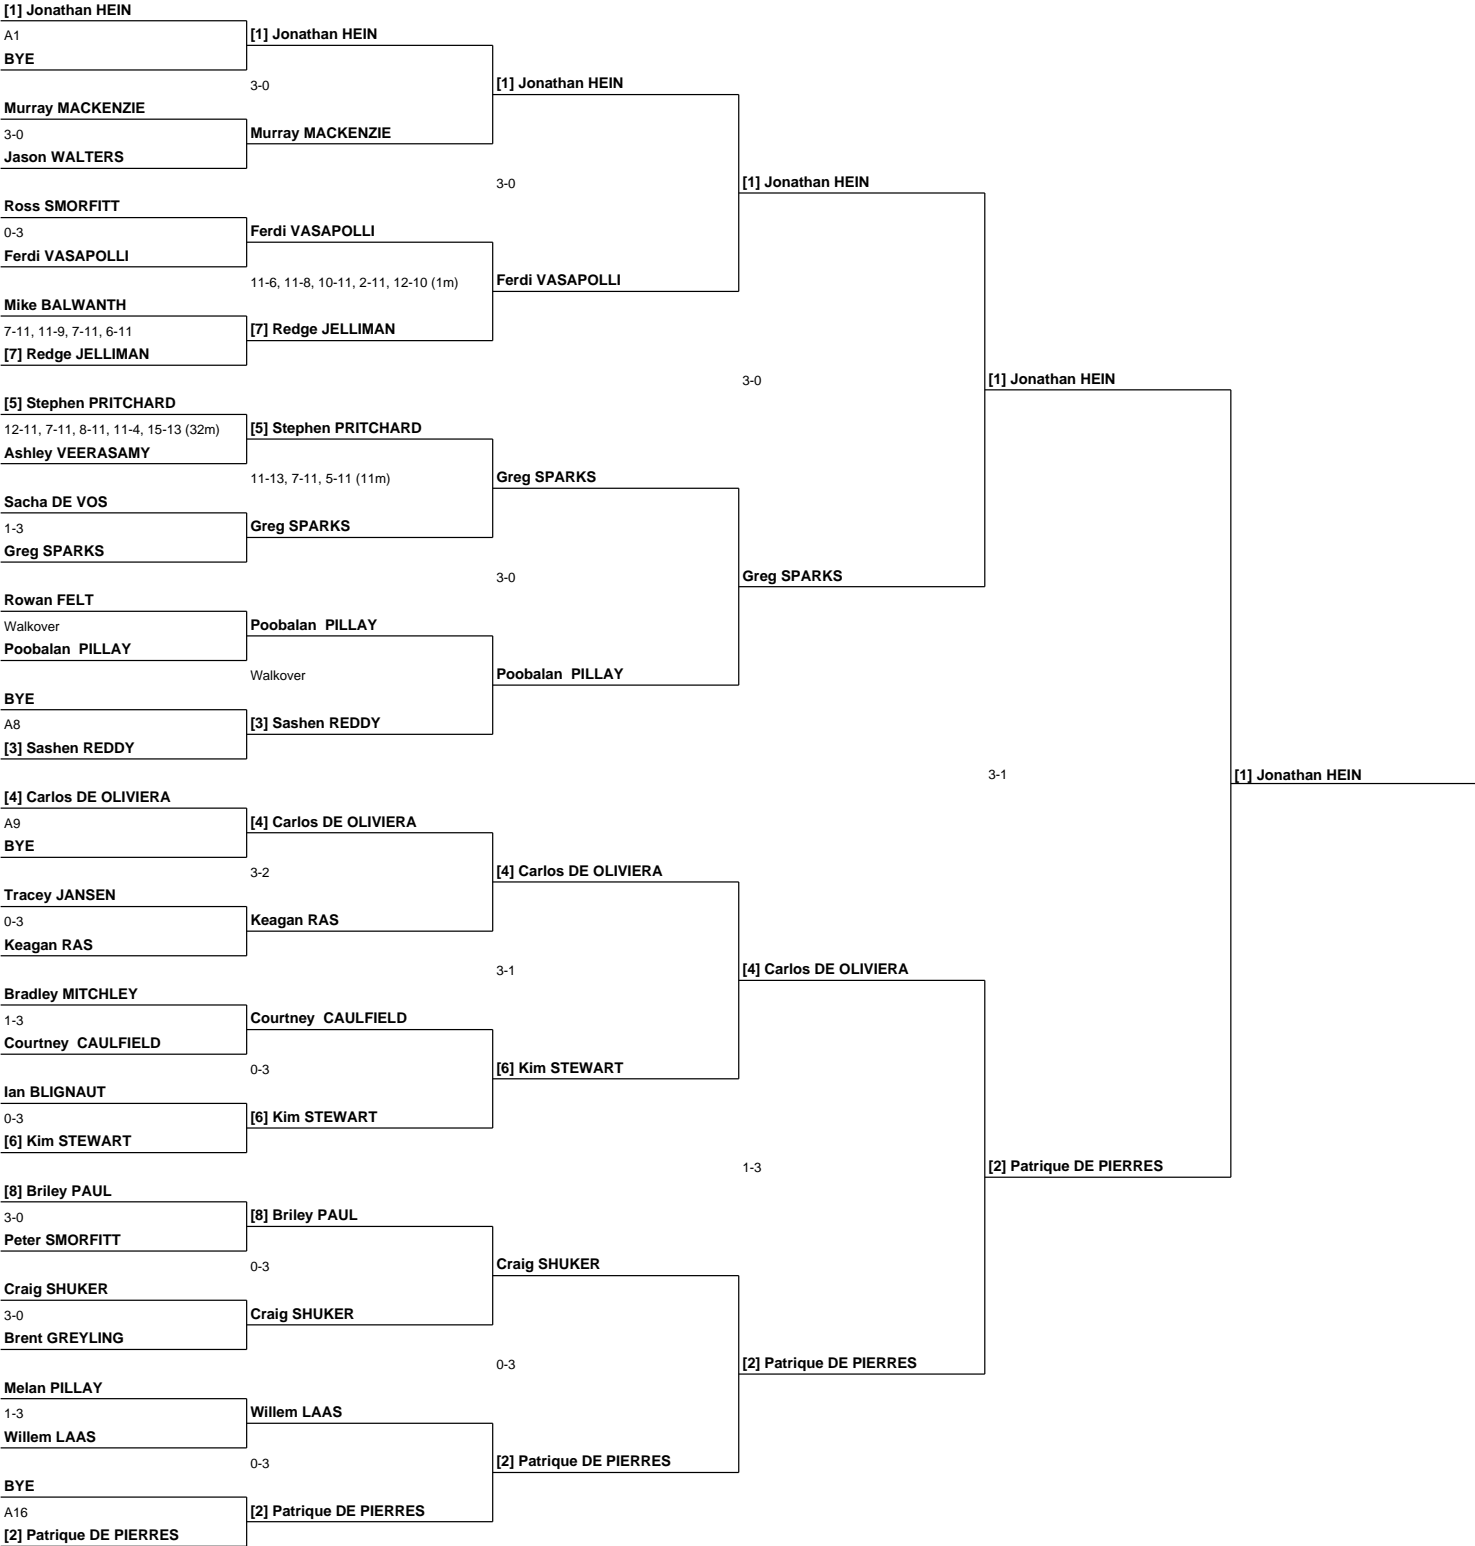 [1] Jonathan HEIN
A1
BYE
Murray MACKENZIE
3-0
Jason WALTERS
Ross SMORFITT
0-3
Ferdi VASAPOLLI
Mike BALWANTH
7-11, 11-9, 7-11, 6-11
[7] Redge JELLIMAN
[5] Stephen PRITCHARD
12-11, 7-11, 8-11, 11-4, 15-13 (32m)
Ashley VEERASAMY
Sacha DE VOS
1-3
Greg SPARKS
Rowan FELT
Walkover
Poobalan  PILLAY
BYE
A8
[3] Sashen REDDY
[4] Carlos DE OLIVIERA
A9
BYE
Tracey JANSEN
0-3
Keagan RAS
Bradley MITCHLEY
1-3
Courtney  CAULFIELD
Ian BLIGNAUT
0-3
[6] Kim STEWART
[8] Briley PAUL
3-0
Peter SMORFITT
Craig SHUKER
3-0
Brent GREYLING
Melan PILLAY
1-3
Willem LAAS
BYE
A16
[2] Patrique DE PIERRES
[1] Jonathan HEIN
3-0
Murray MACKENZIE
Ferdi VASAPOLLI
11-6, 11-8, 10-11, 2-11, 12-10 (1m)
[7] Redge JELLIMAN
[5] Stephen PRITCHARD
11-13, 7-11, 5-11 (11m)
Greg SPARKS
Poobalan  PILLAY
Walkover
[3] Sashen REDDY
[4] Carlos DE OLIVIERA
3-2
Keagan RAS
Courtney  CAULFIELD
0-3
[6] Kim STEWART
[8] Briley PAUL
0-3
Craig SHUKER
Willem LAAS
0-3
[2] Patrique DE PIERRES
[1] Jonathan HEIN
3-0
Ferdi VASAPOLLI
Greg SPARKS
3-0
Poobalan  PILLAY
[4] Carlos DE OLIVIERA
3-1
[6] Kim STEWART
Craig SHUKER
0-3
[2] Patrique DE PIERRES
[1] Jonathan HEIN
3-0
Greg SPARKS
[4] Carlos DE OLIVIERA
1-3
[2] Patrique DE PIERRES
[1] Jonathan HEIN
3-1
[2] Patrique DE PIERRES
[1] Jonathan HEIN